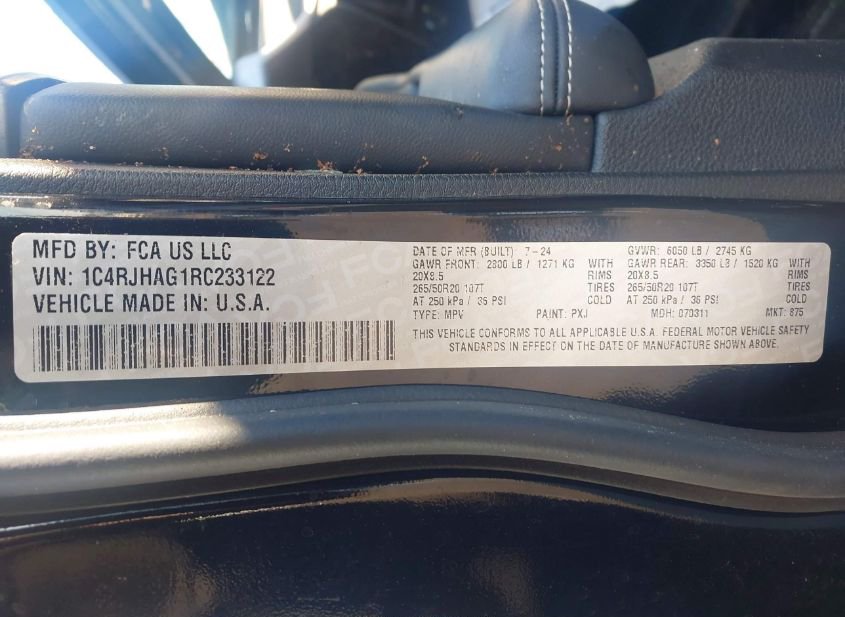 MFD BY: FCA US LLC
VIN: 1C4RJHAG1RC233122
VEHICLE MADE IN: U.S.A.
DATE OF MFR (BUILT): 7-24
GAWR FRONT: 2800 LB / 1271 KG WITH
20X8.5 RIMS
265/50R20 107T TIRES
AT 250 kPa / 36 PSI COLD
TYPE: MPV PAINT: PXJ
GVWR: 6050 LB / 2745 KG
GAWR REAR: 3350 LB / 1520 KG WITH
20X8.5 RIMS
265/50R20 107T TIRES
AT 250 kPa / 36 PSI COLD
MDH: 070311 MKT: 875
THIS VEHICLE CONFORMS TO ALL APPLICABLE U.S.A. FEDERAL MOTOR VEHICLE SAFETY
STANDARDS IN EFFECT ON THE DATE OF MANUFACTURE SHOWN ABOVE.